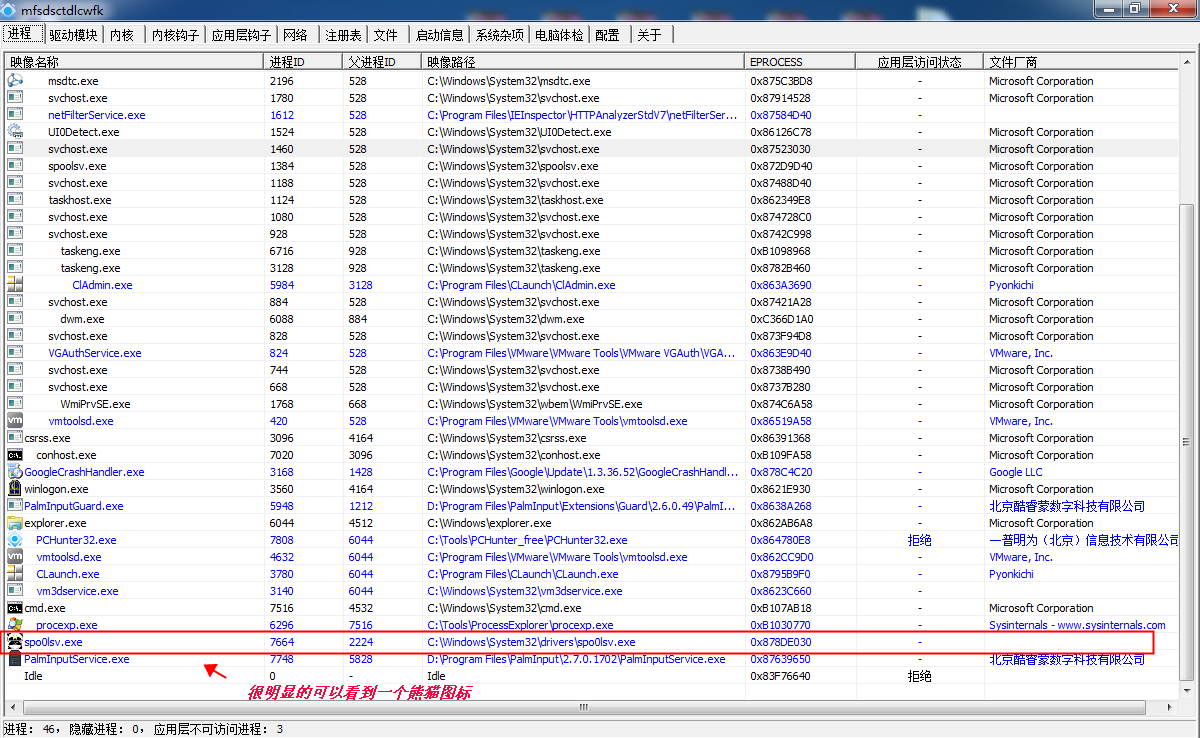 mfsdsctdlcwfk
进程 驱动模块 内核 内核钩子 应用层钩子 网络 注册表 文件 启动信息 系统杂项 电脑体检 配置 关于
映像名称 进程ID 父进程ID 映像路径 EPROCESS 应用层访问状态 文件厂商
msdtc.exe 2196 528 C:\Windows\System32\msdtc.exe 0x875C3BD8 - Microsoft Corporation
svchost.exe 1780 528 C:\Windows\System32\svchost.exe 0x87914528 - Microsoft Corporation
netFilterService.exe 1612 528 C:\Program Files\IEInspector\HTTPAnalyzerStdV7\netFilterSer... 0x87584D40 -
UI0Detect.exe 1524 528 C:\Windows\System32\UI0Detect.exe 0x86126C78 - Microsoft Corporation
svchost.exe 1460 528 C:\Windows\System32\svchost.exe 0x87523030 - Microsoft Corporation
spoolsv.exe 1384 528 C:\Windows\System32\spoolsv.exe 0x872D9D40 - Microsoft Corporation
svchost.exe 1188 528 C:\Windows\System32\svchost.exe 0x87488D40 - Microsoft Corporation
taskhost.exe 1124 528 C:\Windows\System32\taskhost.exe 0x862349E8 - Microsoft Corporation
svchost.exe 1080 528 C:\Windows\System32\svchost.exe 0x874728C0 - Microsoft Corporation
svchost.exe 928 528 C:\Windows\System32\svchost.exe 0x8742C998 - Microsoft Corporation
taskeng.exe 6716 928 C:\Windows\System32\taskeng.exe 0xB1098968 - Microsoft Corporation
taskeng.exe 3128 928 C:\Windows\System32\taskeng.exe 0x8782B460 - Microsoft Corporation
ClAdmin.exe 5984 3128 C:\Program Files\CLaunch\ClAdmin.exe 0x863A3690 - Pyonkichi
svchost.exe 884 528 C:\Windows\System32\svchost.exe 0x87421A28 - Microsoft Corporation
dwm.exe 6088 884 C:\Windows\System32\dwm.exe 0xC366D1A0 - Microsoft Corporation
svchost.exe 828 528 C:\Windows\System32\svchost.exe 0x873F94D8 - Microsoft Corporation
VGAuthService.exe 824 528 C:\Program Files\VMware\VMware Tools\VMware VGAuth\VGA... 0x863E9D40 - VMware, Inc.
svchost.exe 744 528 C:\Windows\System32\svchost.exe 0x8738B490 - Microsoft Corporation
svchost.exe 668 528 C:\Windows\System32\svchost.exe 0x8737B280 - Microsoft Corporation
WmiPrvSE.exe 1768 668 C:\Windows\System32\wbem\WmiPrvSE.exe 0x874C6A58 - Microsoft Corporation
vmtoolsd.exe 420 528 C:\Program Files\VMware\VMware Tools\vmtoolsd.exe 0x86519A58 - VMware, Inc.
csrss.exe 3096 4164 C:\Windows\System32\csrss.exe 0x86391368 - Microsoft Corporation
conhost.exe 7020 3096 C:\Windows\System32\conhost.exe 0xB109FA58 - Microsoft Corporation
GoogleCrashHandler.exe 3168 1428 C:\Program Files\Google\Update\1.3.36.52\GoogleCrashHandl... 0x878C4C20 - Google LLC
winlogon.exe 3560 4164 C:\Windows\System32\winlogon.exe 0x8621E930 - Microsoft Corporation
PalmInputGuard.exe 5948 1212 D:\Program Files\PalmInput\Extensions\Guard\2.6.0.49\PalmI... 0x8638A268 - 北京酷睿蒙数字科技有限公司
explorer.exe 6044 4512 C:\Windows\explorer.exe 0x862AB6A8 - Microsoft Corporation
PCHunter32.exe 7808 6044 C:\Tools\PCHunter_free\PCHunter32.exe 0x864780E8 拒绝 一普明为（北京）信息技术有限公司
vmtoolsd.exe 4632 6044 C:\Program Files\VMware\VMware Tools\vmtoolsd.exe 0x862CC9D0 - VMware, Inc.
CLaunch.exe 3780 6044 C:\Program Files\CLaunch\CLaunch.exe 0x8795B9F0 - Pyonkichi
vm3dservice.exe 3140 6044 C:\Windows\System32\vm3dservice.exe 0x8623C660 -
cmd.exe 7516 4532 C:\Windows\System32\cmd.exe 0xB107AB18 - Microsoft Corporation
procexp.exe 6296 7516 C:\Tools\ProcessExplorer\procexp.exe 0xB1030770 - Sysinternals - www.sysinternals.com
spo0lsv.exe 7664 2224 C:\Windows\System32\drivers\spo0lsv.exe 0x878DE030 -
PalmInputService.exe 7748 5828 D:\Program Files\PalmInput\2.7.0.1702\PalmInputService.exe 0x87639650 - 北京酷睿蒙数字科技有限公司
Idle 0 - Idle 0x83F76640 拒绝
很明显的可以看到一个熊猫图标
进程： 46， 隐藏进程： 0， 应用层不可访问进程： 3